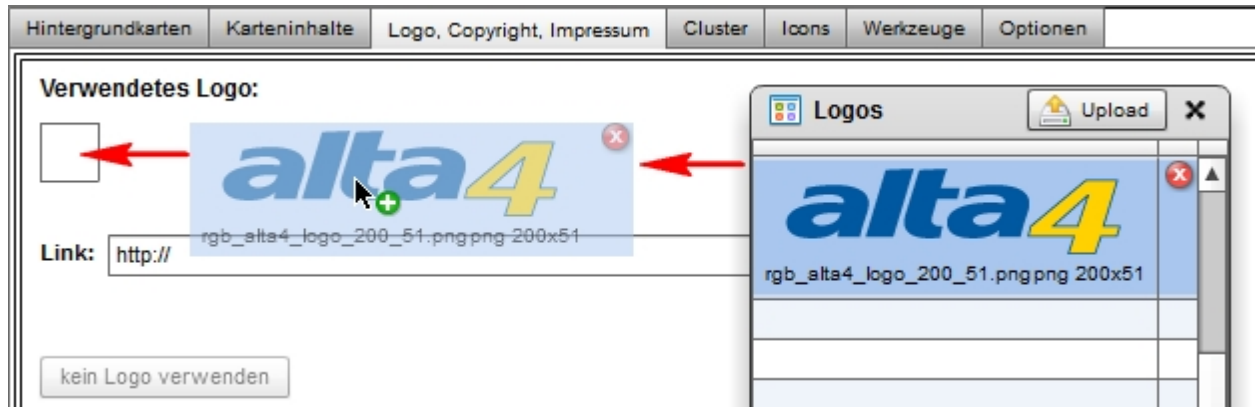 Hintergrundkarten Karteninhalte Logo, Copyright, Impressum Cluster Icons Werkzeuge Optionen
Verwendetes Logo:
alta4
rgb_alta4_logo_200_51.pngpng 200x51
Link: http://
kein Logo verwenden
Logos Upload
alta4
rgb_alta4_logo_200_51.pngpng 200x51